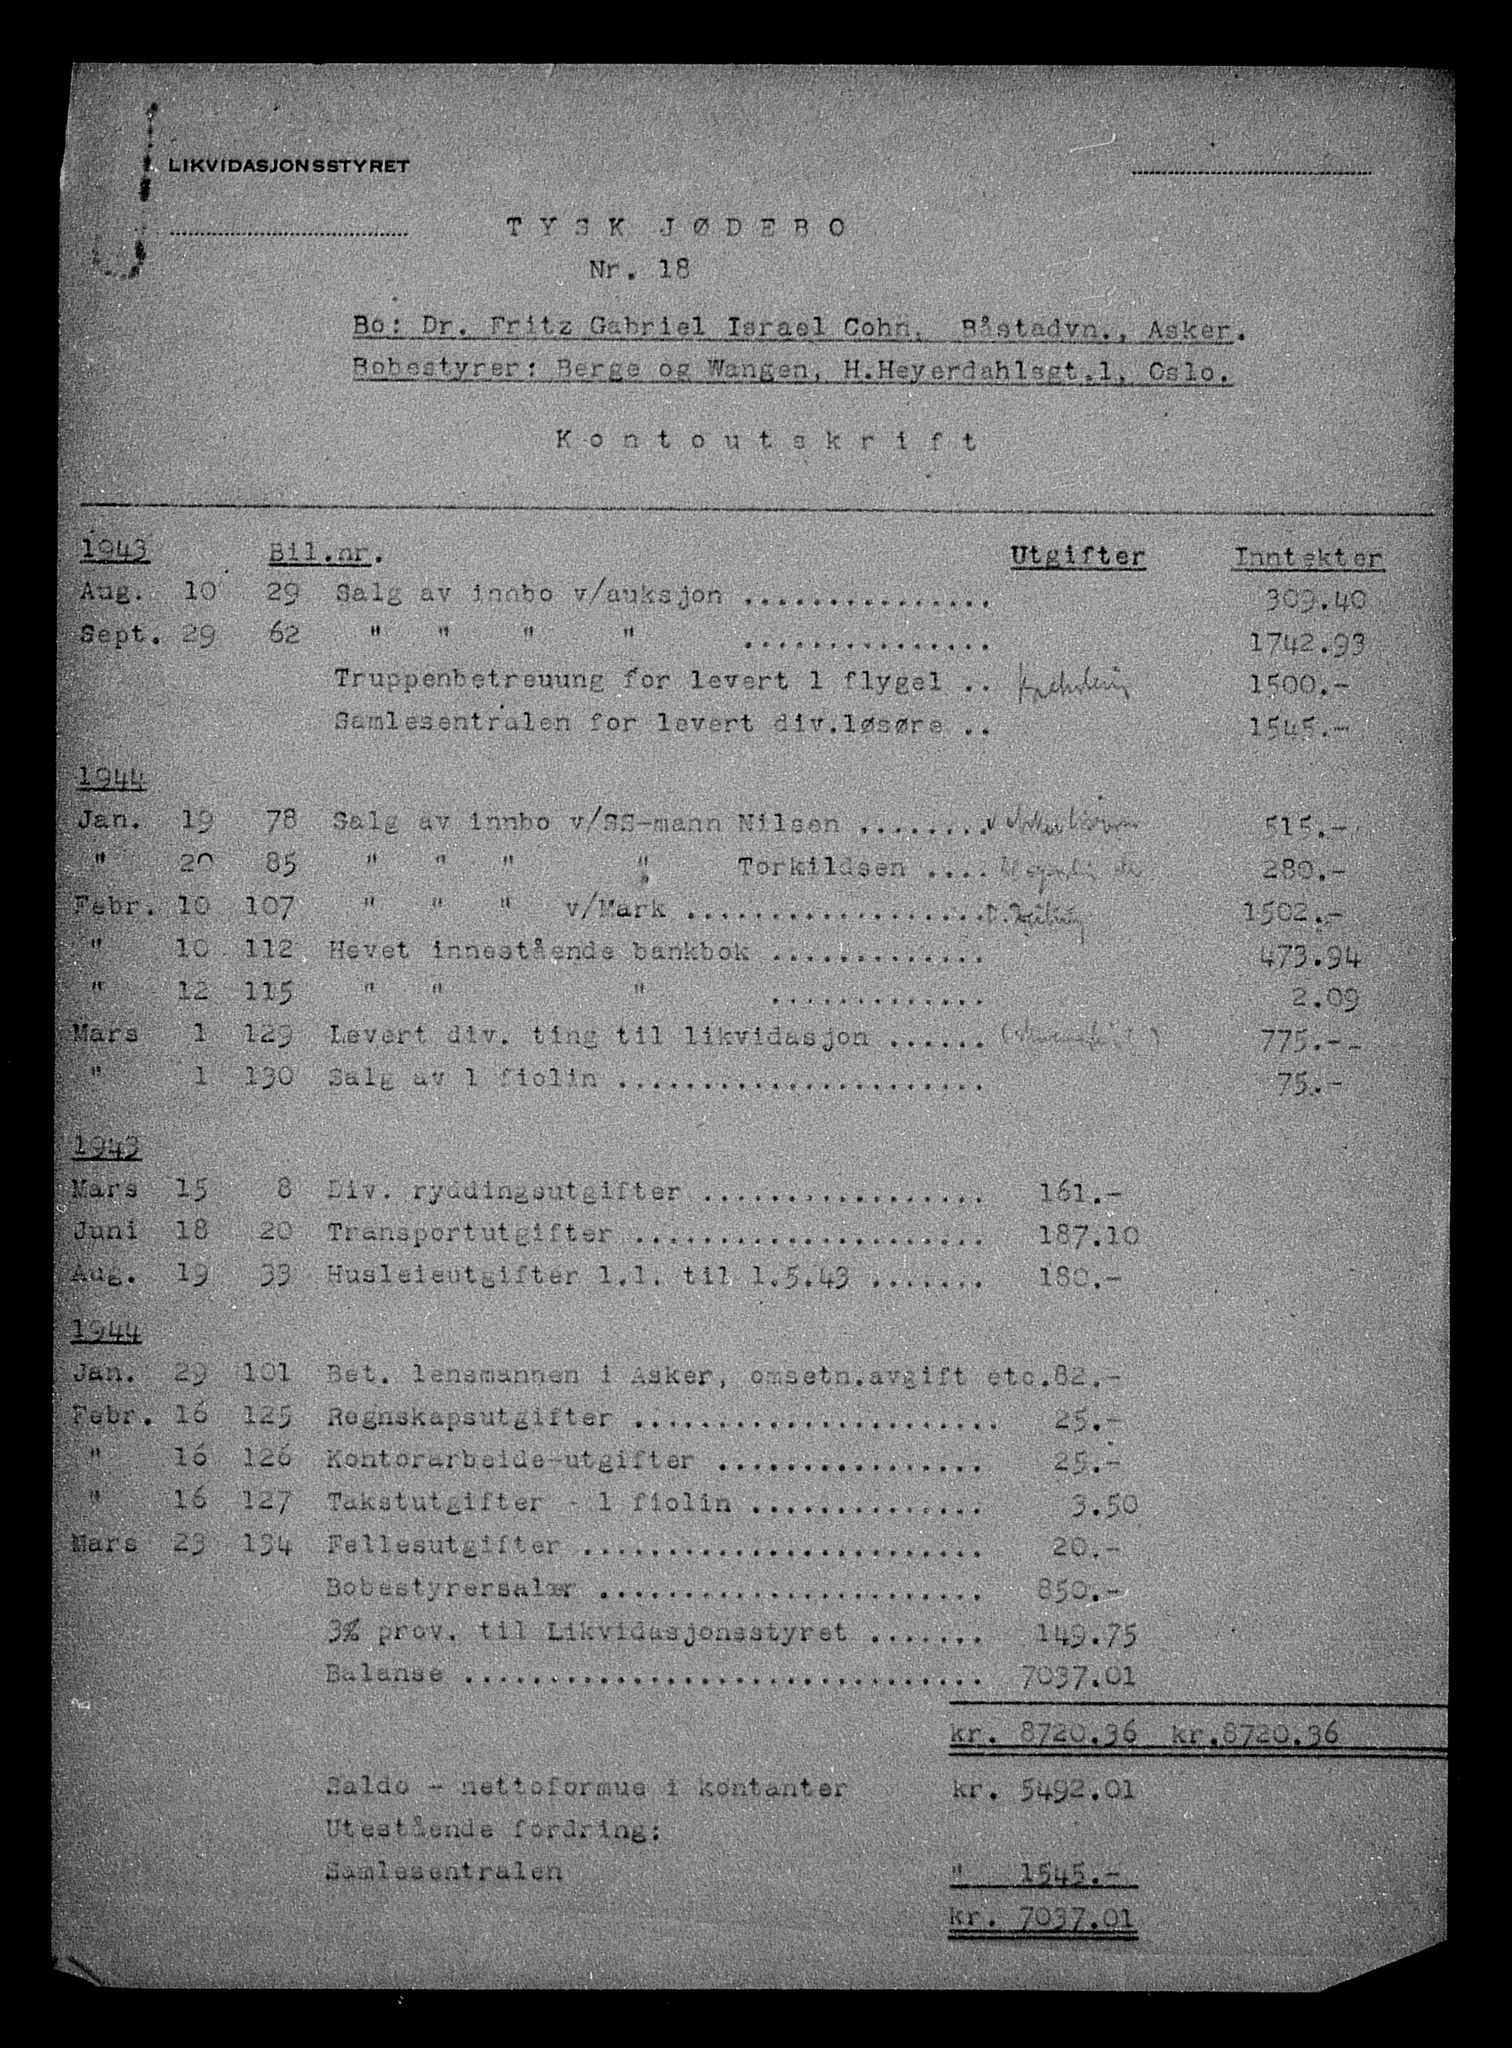 LIKVIDASJONSSTYRET
TYSK JØDEBO
Nr. 18
Bo: Dr. Fritz Gabriel Israel Cohn, Båstadvn., Asker.
Bobestyrer: Berge og Wangen, H.Heyerdahlsgt.1, Oslo.
Kontoutskrift
1943 Bil.nr. Utgifter Inntekter
Aug. 10 29 Salg av innbo v/auksjon ............... 309.40
Sept. 29 62 " " " " ............... 1742.93
Truppenbetreuung for levert 1 flygel .. 1500.-
Samlesentralen for levert div.løsøre .. 1545.-
1944
Jan. 19 78 Salg av innbo v/SS-mann Nilsen ........ 515.-
" 20 85 " " " " Torkildsen .... 280.-
Febr. 10 107 " " " v/Mark .................. 1502.-
" 10 112 Hevet innestående bankbok ............. 473.94
" 12 115 " " " ............. 2.09
Mars 1 129 Levert div. ting til likvidasjon ...... 775.-
" 1 130 Salg av 1 fiolin ...................... 75.-
1943
Mars 15 8 Div. ryddingsutgifter ................. 161.-
Juni 18 20 Transportutgifter ..................... 187.10
Aug. 19 33 Husleieutgifter 1.1. til 1.5.43 ....... 180.-
1944
Jan. 29 101 Bet. lensmannen i Asker, omsetn.avgift etc. 82.-
Febr. 16 125 Regnskapsutgifter ...................... 25.-
" 16 126 Kontorarbeide-utgifter ................ 25.-
" 16 127 Takstutgifter - 1 fiolin .............. 3.50
Mars 23 134 Fellesutgifter ........................ 20.-
Bobestyrersalær ....................... 850.-
3% prov. til Likvidasjonsstyret ....... 149.75
Balanse ............................... 7037.01
kr. 8720.36 kr.8720.36
Saldo - nettoformue i kontanter kr. 5492.01
Utestående fordring:
Samlesentralen " 1545.-
kr. 7037.01